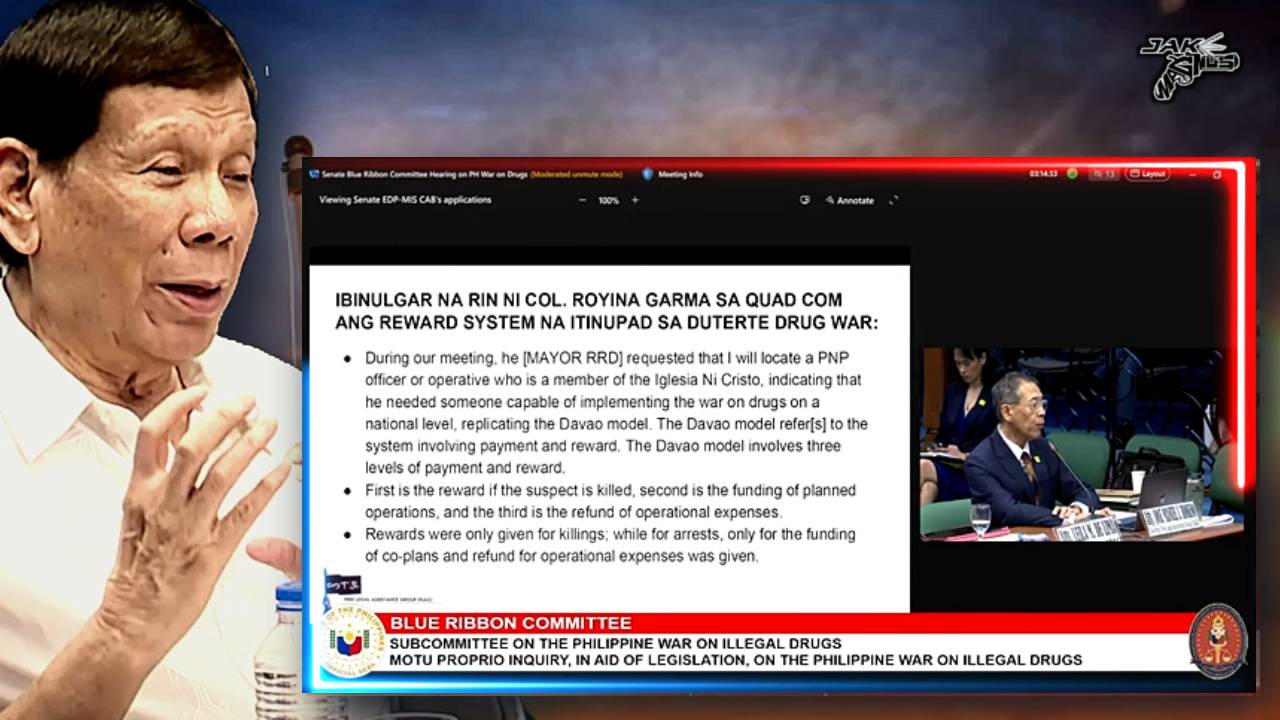 JAK
Senate Blue Ribbon Committee Hearing on PH War on Drugs (Moderated unmute mode) Meeting Info 03:14:33 13 Layout
Viewing Senate EDP-MIS CAB's applications 100% Annotate
IBINULGAR NA RIN NI COL. ROYINA GARMA SA QUAD COM
ANG REWARD SYSTEM NA ITINUPAD SA DUTERTE DRUG WAR:
● During our meeting, he [MAYOR RRD] requested that I will locate a PNP
officer or operative who is a member of the Iglesia Ni Cristo, indicating that
he needed someone capable of implementing the war on drugs on a
national level, replicating the Davao model. The Davao model refer[s] to the
system involving payment and reward. The Davao model involves three
levels of payment and reward.
● First is the reward if the suspect is killed, second is the funding of planned
operations, and the third is the refund of operational expenses.
● Rewards were only given for killings; while for arrests, only for the funding
of co-plans and refund for operational expenses was given.
FREE LEGAL ASSISTANCE GROUP (FLAG)
BLUE RIBBON COMMITTEE
SUBCOMMITTEE ON THE PHILIPPINE WAR ON ILLEGAL DRUGS
MOTU PROPRIO INQUIRY, IN AID OF LEGISLATION, ON THE PHILIPPINE WAR ON ILLEGAL DRUGS